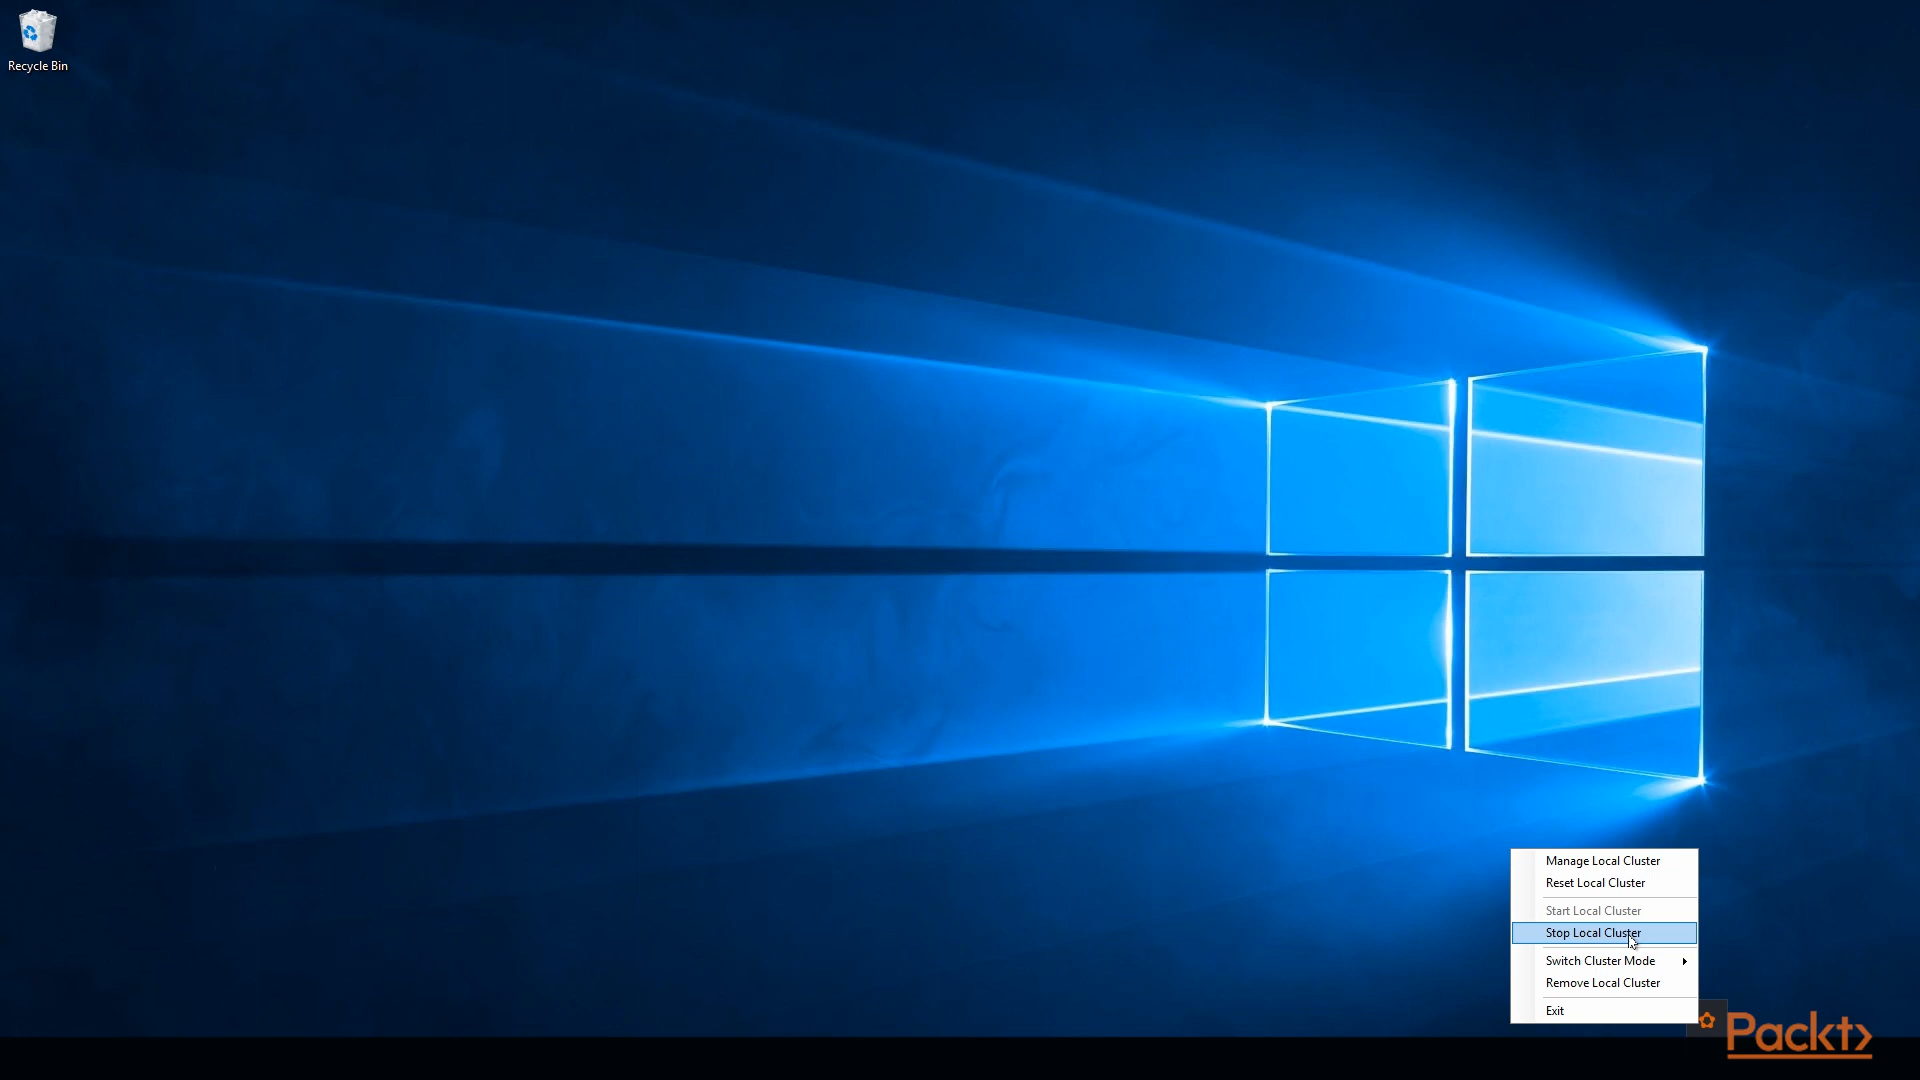 Recycle Bin
Manage Local Cluster
Reset Local Cluster
Start Local Cluster
Stop Local Cluster
Switch Cluster Mode
Remove Local Cluster
Exit
Packt>